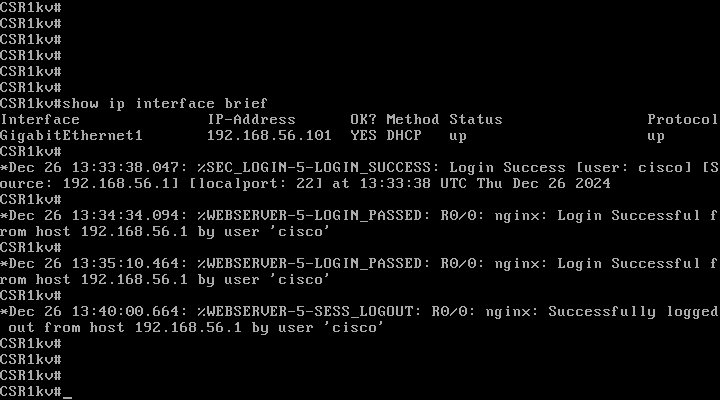 CSR1kv#
CSR1kv#
CSR1kv#
CSR1kv#
CSR1kv#
CSR1kv#
CSR1kv#show ip interface brief
Interface              IP-Address      OK? Method Status                Protocol
GigabitEthernet1       192.168.56.101  YES DHCP   up                    up
CSR1kv#
*Dec 26 13:33:38.047: %SEC_LOGIN-5-LOGIN_SUCCESS: Login Success [user: cisco] [S
ource: 192.168.56.1] [localport: 22] at 13:33:38 UTC Thu Dec 26 2024
CSR1kv#
*Dec 26 13:34:34.094: %WEBSERVER-5-LOGIN_PASSED: R0/0: nginx: Login Successful f
rom host 192.168.56.1 by user 'cisco'
CSR1kv#
*Dec 26 13:35:10.464: %WEBSERVER-5-LOGIN_PASSED: R0/0: nginx: Login Successful f
rom host 192.168.56.1 by user 'cisco'
CSR1kv#
*Dec 26 13:40:00.664: %WEBSERVER-5-SESS_LOGOUT: R0/0: nginx: Successfully logged
 out from host 192.168.56.1 by user 'cisco'
CSR1kv#
CSR1kv#
CSR1kv#
CSR1kv#_